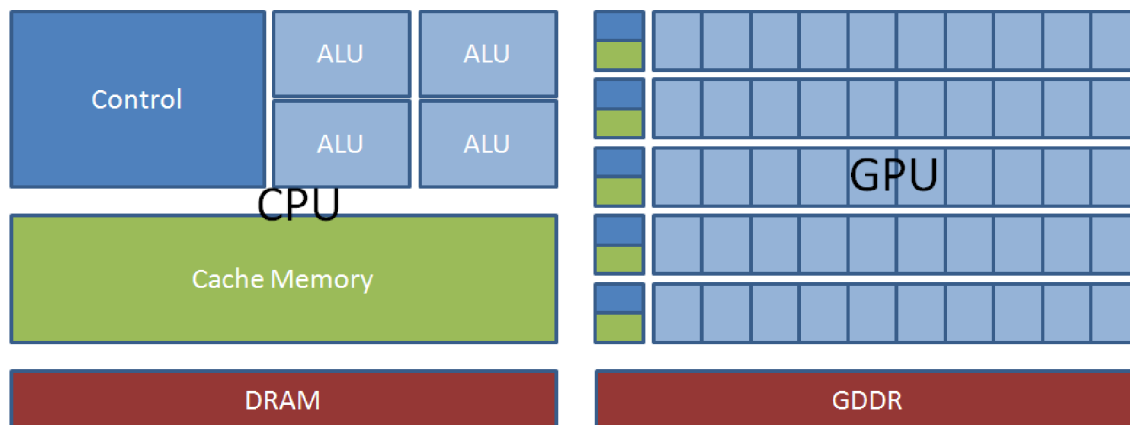 ALU ALU
Control
ALU ALU
CPU
Cache Memory
DRAM
GPU
GDDR